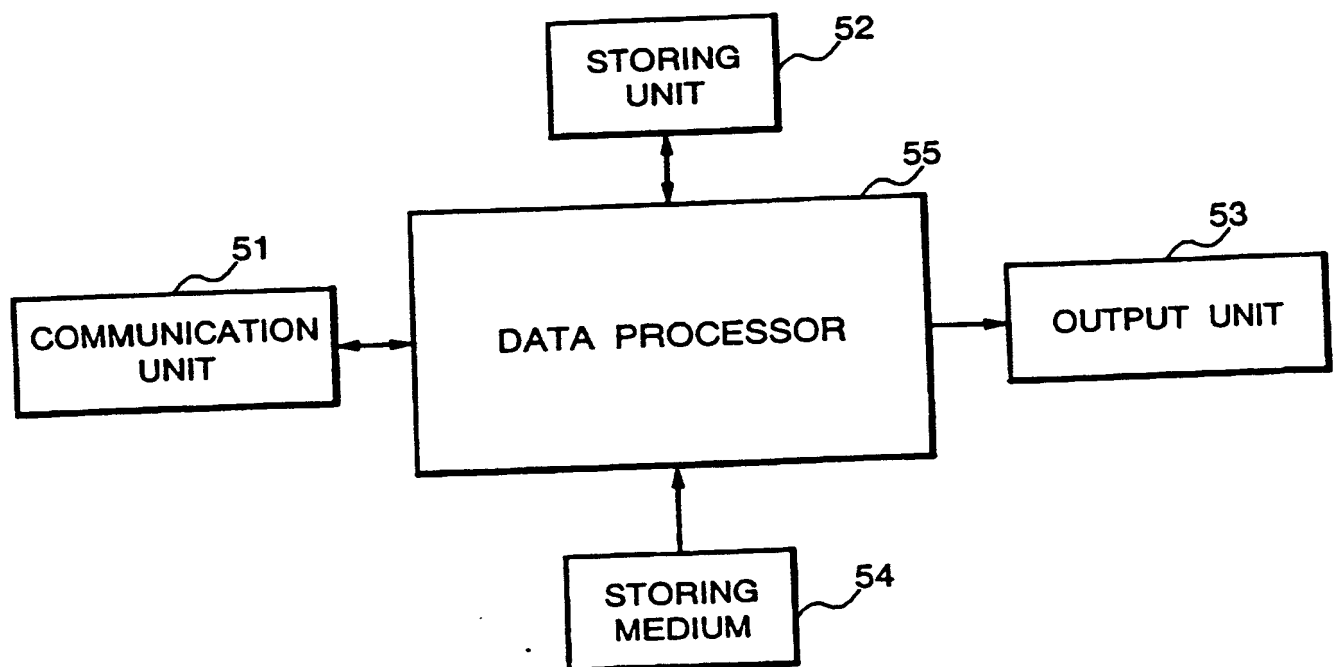 52
STORING
UNIT
55
53
51
COMMUNICATION
UNIT
DATA PROCESSOR
OUTPUT UNIT
54
STORING
MEDIUM